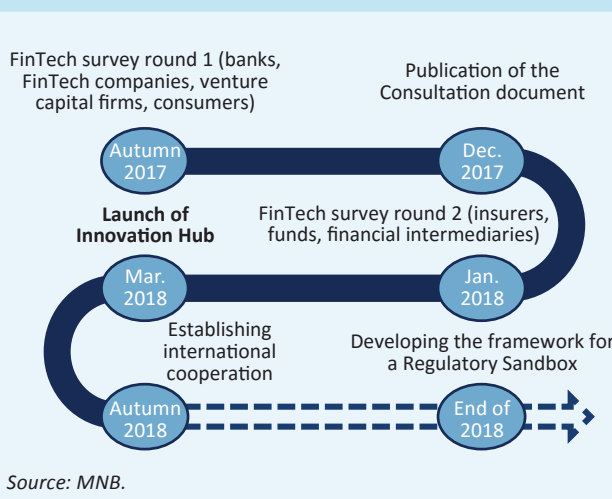 FinTech survey round 1 (banks,
FinTech companies, venture
capital firms, consumers)
Publication of the
Consultation document
Autumn
2017
Dec.
2017
Launch of
Innovation Hub
FinTech survey round 2 (insurers,
funds, financial intermediaries)
Mar.
2018
Jan.
2018
Establishing
international
cooperation
Developing the framework for
a Regulatory Sandbox
Autumn
2018
End of
2018
Source: MNB.